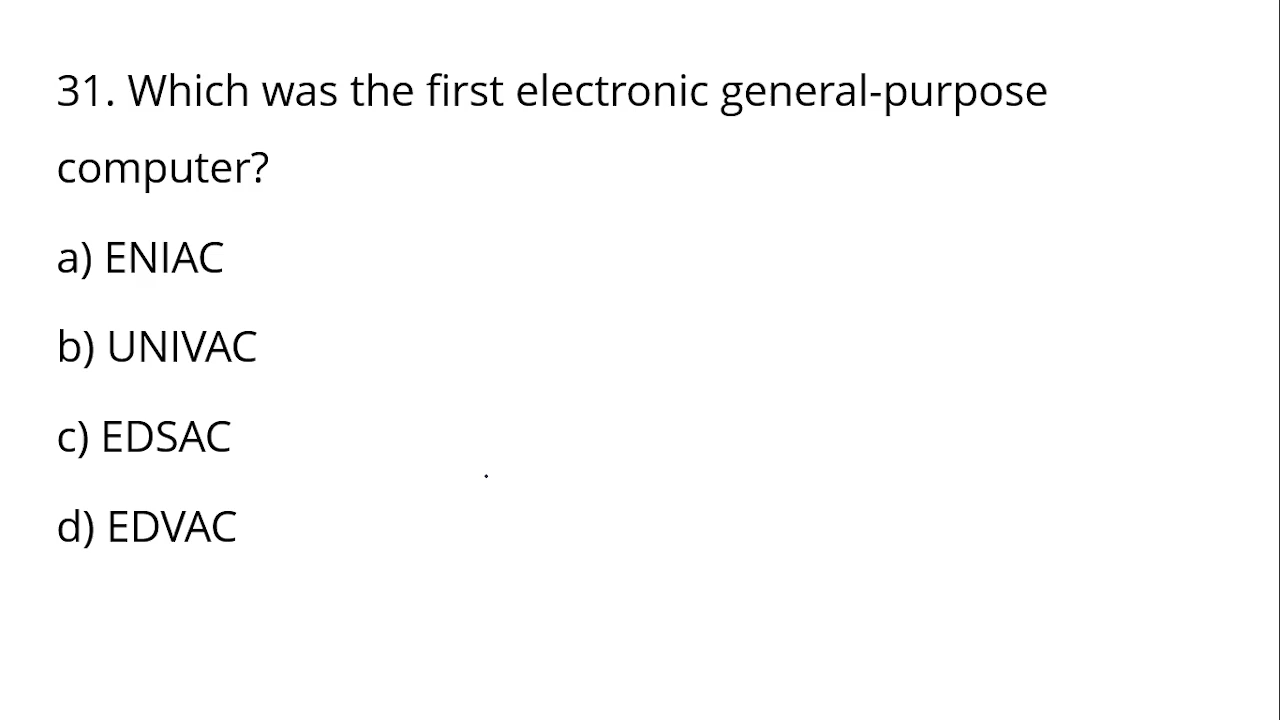 31. Which was the first electronic general-purpose
computer?
a) ENIAC
b) UNIVAC
c) EDSAC
d) EDVAC